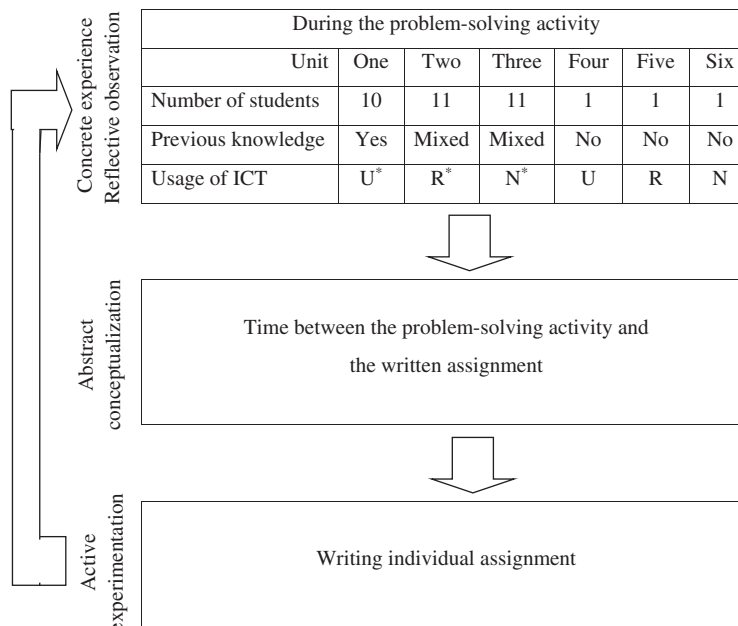 During the problem-solving activity
Unit One Two Three Four Five Six
Number of students 10 11 11 1 1 1
Previous knowledge Yes Mixed Mixed No No No
Usage of ICT U* R* N* U R N
Concrete experience
Reflective observation
Time between the problem-solving activity and
the written assignment
Abstract
conceptualization
Writing individual assignment
Active
experimentation